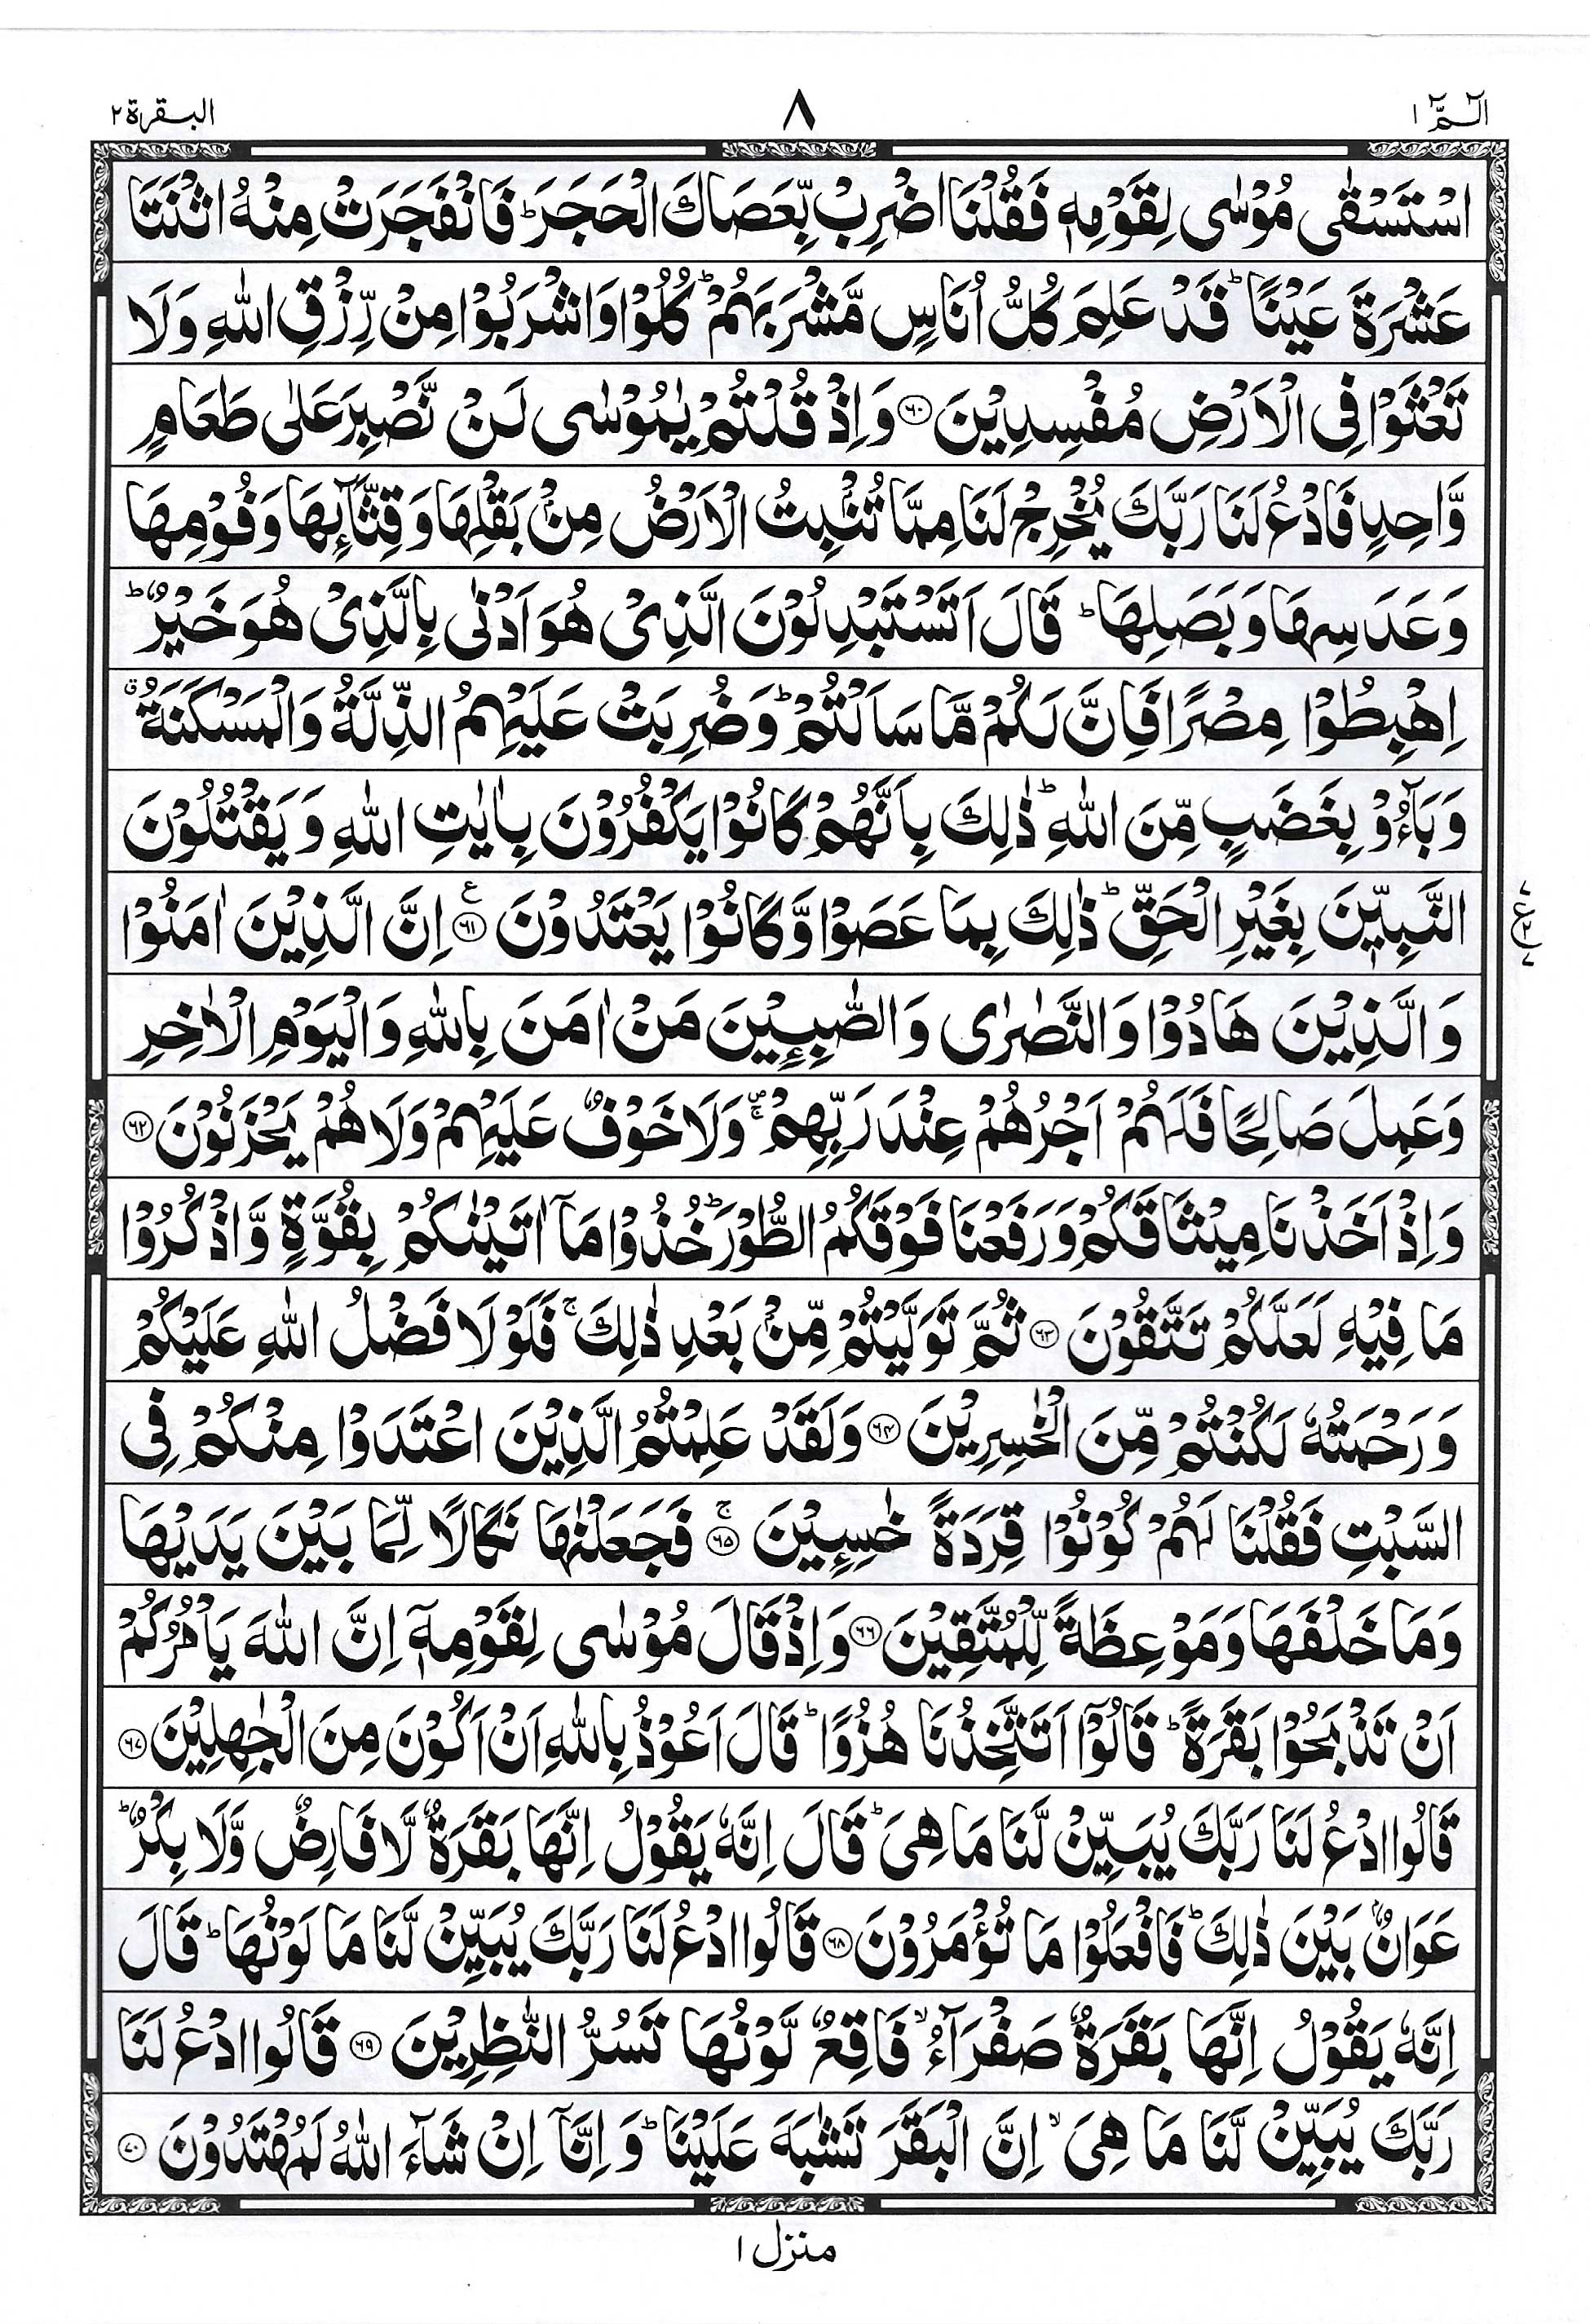 الٓمّٓ ١
٨
البقرة ٢
اسْتَسْقٰى مُوْسٰى لِقَوْمِهٖ فَقُلْنَا اضْرِبْ بِّعَصَاكَ الْحَجَرَ ؕ فَانْفَجَرَتْ مِنْهُ اثْنَتَا
عَشْرَةَ عَيْنًا ؕ قَدْ عَلِمَ كُلُّ اُنَاسٍ مَّشْرَبَهُمْ ؕ كُلُوْا وَاشْرَبُوْا مِنْ رِّزْقِ اللّٰهِ وَلَا
تَعْثَوْا فِى الْاَرْضِ مُفْسِدِيْنَ ﴿٦٠﴾ وَاِذْ قُلْتُمْ يٰمُوْسٰى لَنْ نَّصْبِرَ عَلٰى طَعَامٍ
وَّاحِدٍ فَادْعُ لَنَا رَبَّكَ يُخْرِجْ لَنَا مِمَّا تُنْۢبِتُ الْاَرْضُ مِنْۢ بَقْلِهَا وَقِثَّآئِهَا وَفُوْمِهَا
وَعَدَسِهَا وَبَصَلِهَا ؕ قَالَ اَتَسْتَبْدِلُوْنَ الَّذِىْ هُوَ اَدْنٰى بِالَّذِىْ هُوَ خَيْرٌ ؕ
اِهْبِطُوْا مِصْرًا فَاِنَّ لَكُمْ مَّا سَاَلْتُمْ ؕ وَضُرِبَتْ عَلَيْهِمُ الذِّلَّةُ وَالْمَسْكَنَةُ ۗ
وَبَآءُوْ بِغَضَبٍ مِّنَ اللّٰهِ ؕ ذٰلِكَ بِاَنَّهُمْ كَانُوْا يَكْفُرُوْنَ بِاٰيٰتِ اللّٰهِ وَيَقْتُلُوْنَ
النَّبِيّٖنَ بِغَيْرِ الْحَقِّ ؕ ذٰلِكَ بِمَا عَصَوْا وَّكَانُوْا يَعْتَدُوْنَ ﴿٦١﴾ ع اِنَّ الَّذِيْنَ اٰمَنُوْا
وَالَّذِيْنَ هَادُوْا وَالنَّصٰرٰى وَالصّٰبِـِٕيْنَ مَنْ اٰمَنَ بِاللّٰهِ وَالْيَوْمِ الْاٰخِرِ
وَعَمِلَ صَالِحًا فَلَهُمْ اَجْرُهُمْ عِنْدَ رَبِّهِمْ ۚ وَلَا خَوْفٌ عَلَيْهِمْ وَلَا هُمْ يَحْزَنُوْنَ ﴿٦٢﴾
وَاِذْ اَخَذْنَا مِيْثَاقَكُمْ وَرَفَعْنَا فَوْقَكُمُ الطُّوْرَ ؕ خُذُوْا مَآ اٰتَيْنٰكُمْ بِقُوَّةٍ وَّاذْكُرُوْا
مَا فِيْهِ لَعَلَّكُمْ تَتَّقُوْنَ ﴿٦٣﴾ ثُمَّ تَوَلَّيْتُمْ مِّنْۢ بَعْدِ ذٰلِكَ ۚ فَلَوْلَا فَضْلُ اللّٰهِ عَلَيْكُمْ
وَرَحْمَتُهٗ لَكُنْتُمْ مِّنَ الْخٰسِرِيْنَ ﴿٦٤﴾ وَلَقَدْ عَلِمْتُمُ الَّذِيْنَ اعْتَدَوْا مِنْكُمْ فِى
السَّبْتِ فَقُلْنَا لَهُمْ كُوْنُوْا قِرَدَةً خٰسِـِٕيْنَ ۚ ﴿٦٥﴾ فَجَعَلْنٰهَا نَكَالًا لِّمَا بَيْنَ يَدَيْهَا
وَمَا خَلْفَهَا وَمَوْعِظَةً لِّلْمُتَّقِيْنَ ﴿٦٦﴾ وَاِذْ قَالَ مُوْسٰى لِقَوْمِهٖٓ اِنَّ اللّٰهَ يَاْمُرُكُمْ
اَنْ تَذْبَحُوْا بَقَرَةً ؕ قَالُوْٓا اَتَتَّخِذُنَا هُزُوًا ؕ قَالَ اَعُوْذُ بِاللّٰهِ اَنْ اَكُوْنَ مِنَ الْجٰهِلِيْنَ ﴿٦٧﴾
قَالُوا ادْعُ لَنَا رَبَّكَ يُبَيِّنْ لَّنَا مَا هِىَ ؕ قَالَ اِنَّهٗ يَقُوْلُ اِنَّهَا بَقَرَةٌ لَّا فَارِضٌ وَّلَا بِكْرٌ ؕ
عَوَانٌۢ بَيْنَ ذٰلِكَ ؕ فَافْعَلُوْا مَا تُؤْمَرُوْنَ ﴿٦٨﴾ قَالُوا ادْعُ لَنَا رَبَّكَ يُبَيِّنْ لَّنَا مَا لَوْنُهَا ؕ قَالَ
اِنَّهٗ يَقُوْلُ اِنَّهَا بَقَرَةٌ صَفْرَآءُ ۙ فَاقِعٌ لَّوْنُهَا تَسُرُّ النّٰظِرِيْنَ ﴿٦٩﴾ قَالُوا ادْعُ لَنَا
رَبَّكَ يُبَيِّنْ لَّنَا مَا هِىَ ۙ اِنَّ الْبَقَرَ تَشٰبَهَ عَلَيْنَا ؕ وَاِنَّآ اِنْ شَآءَ اللّٰهُ لَمُهْتَدُوْنَ ﴿٧٠﴾
منزل ١